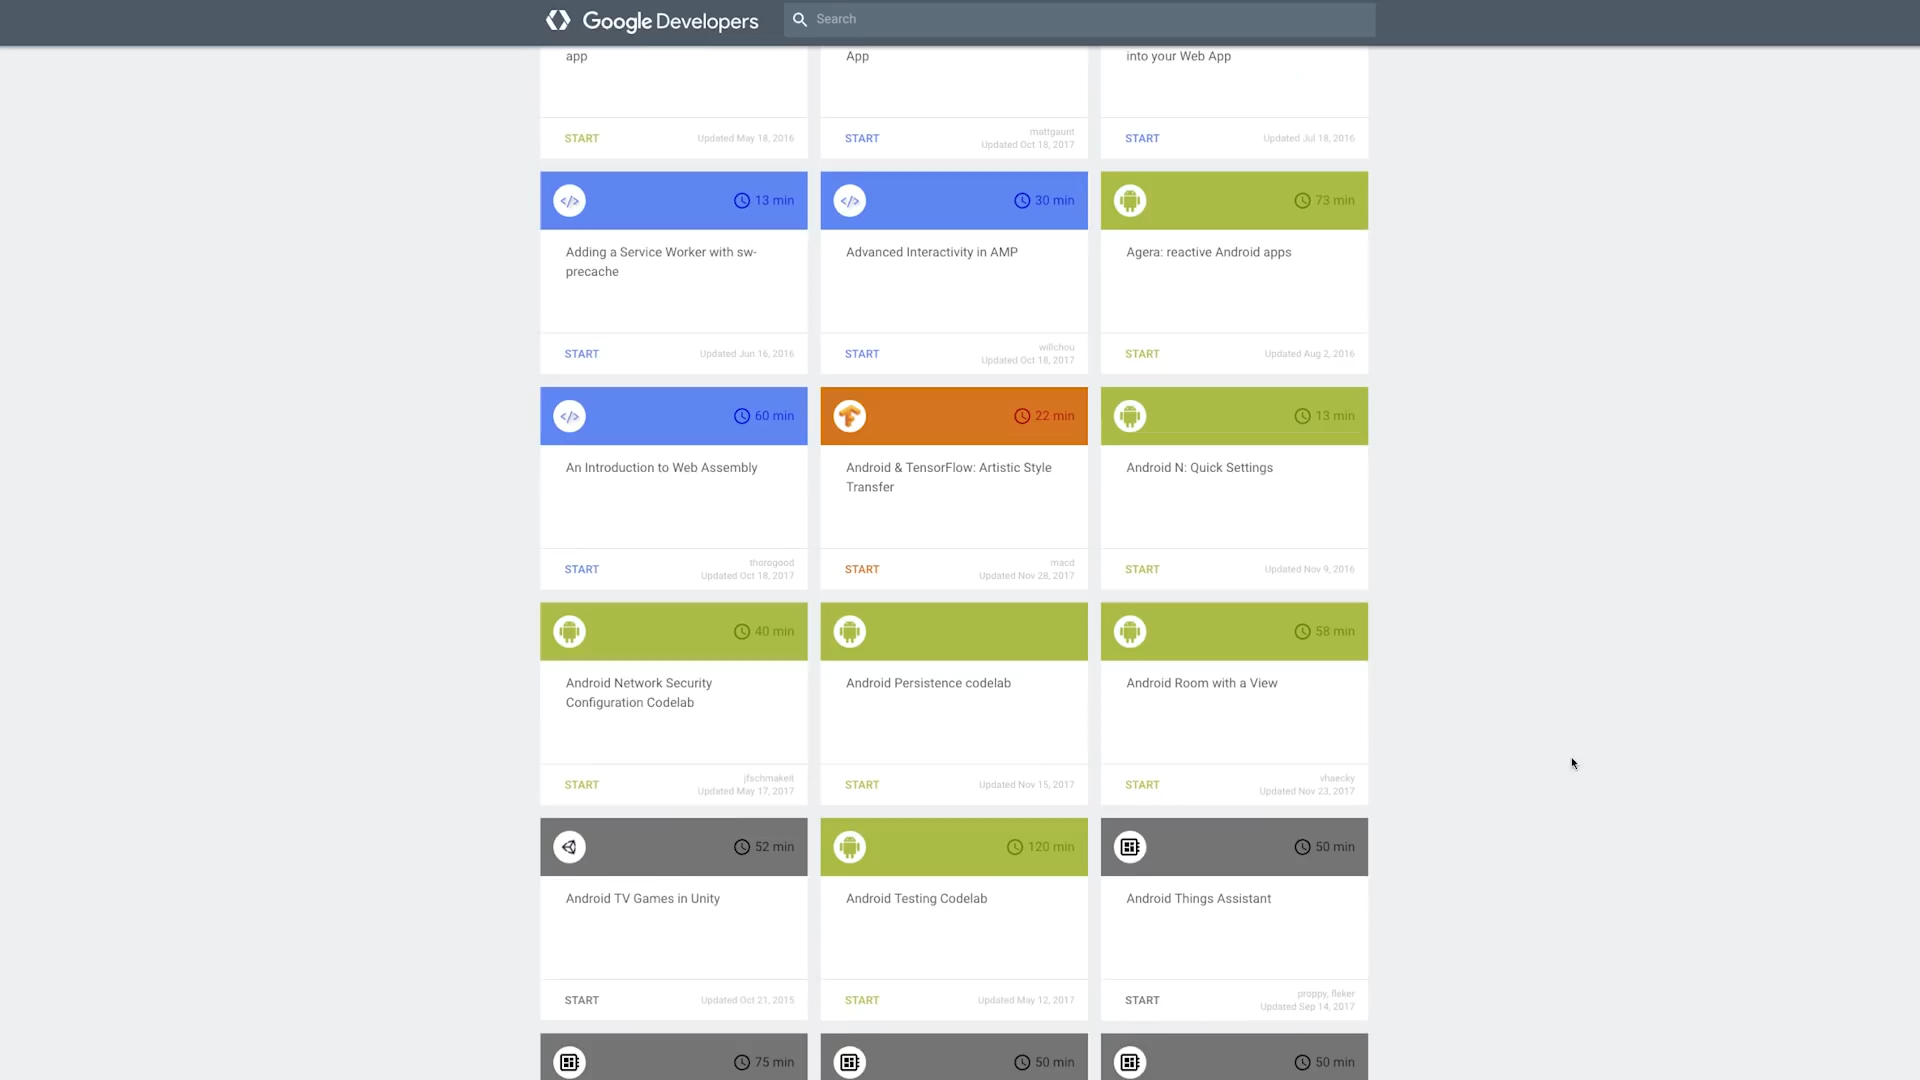 Google Developers
Search
app
App
into your Web App
START
Updated May 18, 2016
START
mattgaunt
Updated Oct 18, 2017
START
Updated Jul 18, 2016
13 min
30 min
73 min
Adding a Service Worker with sw-
precache
Advanced Interactivity in AMP
Agera: reactive Android apps
START
Updated Jun 16, 2016
START
willchou
Updated Oct 18, 2017
START
Updated Aug 2, 2016
60 min
22 min
13 min
An Introduction to Web Assembly
Android & TensorFlow: Artistic Style
Transfer
Android N: Quick Settings
START
thorogood
Updated Oct 18, 2017
START
macd
Updated Nov 28, 2017
START
Updated Nov 9, 2016
40 min
58 min
Android Network Security
Configuration Codelab
Android Persistence codelab
Android Room with a View
START
jfschmakeit
Updated May 17, 2017
START
Updated Nov 15, 2017
START
vhaecky
Updated Nov 23, 2017
52 min
120 min
50 min
Android TV Games in Unity
Android Testing Codelab
Android Things Assistant
START
Updated Oct 21, 2015
START
Updated May 12, 2017
START
proppy, fleker
Updated Sep 14, 2017
75 min
50 min
50 min